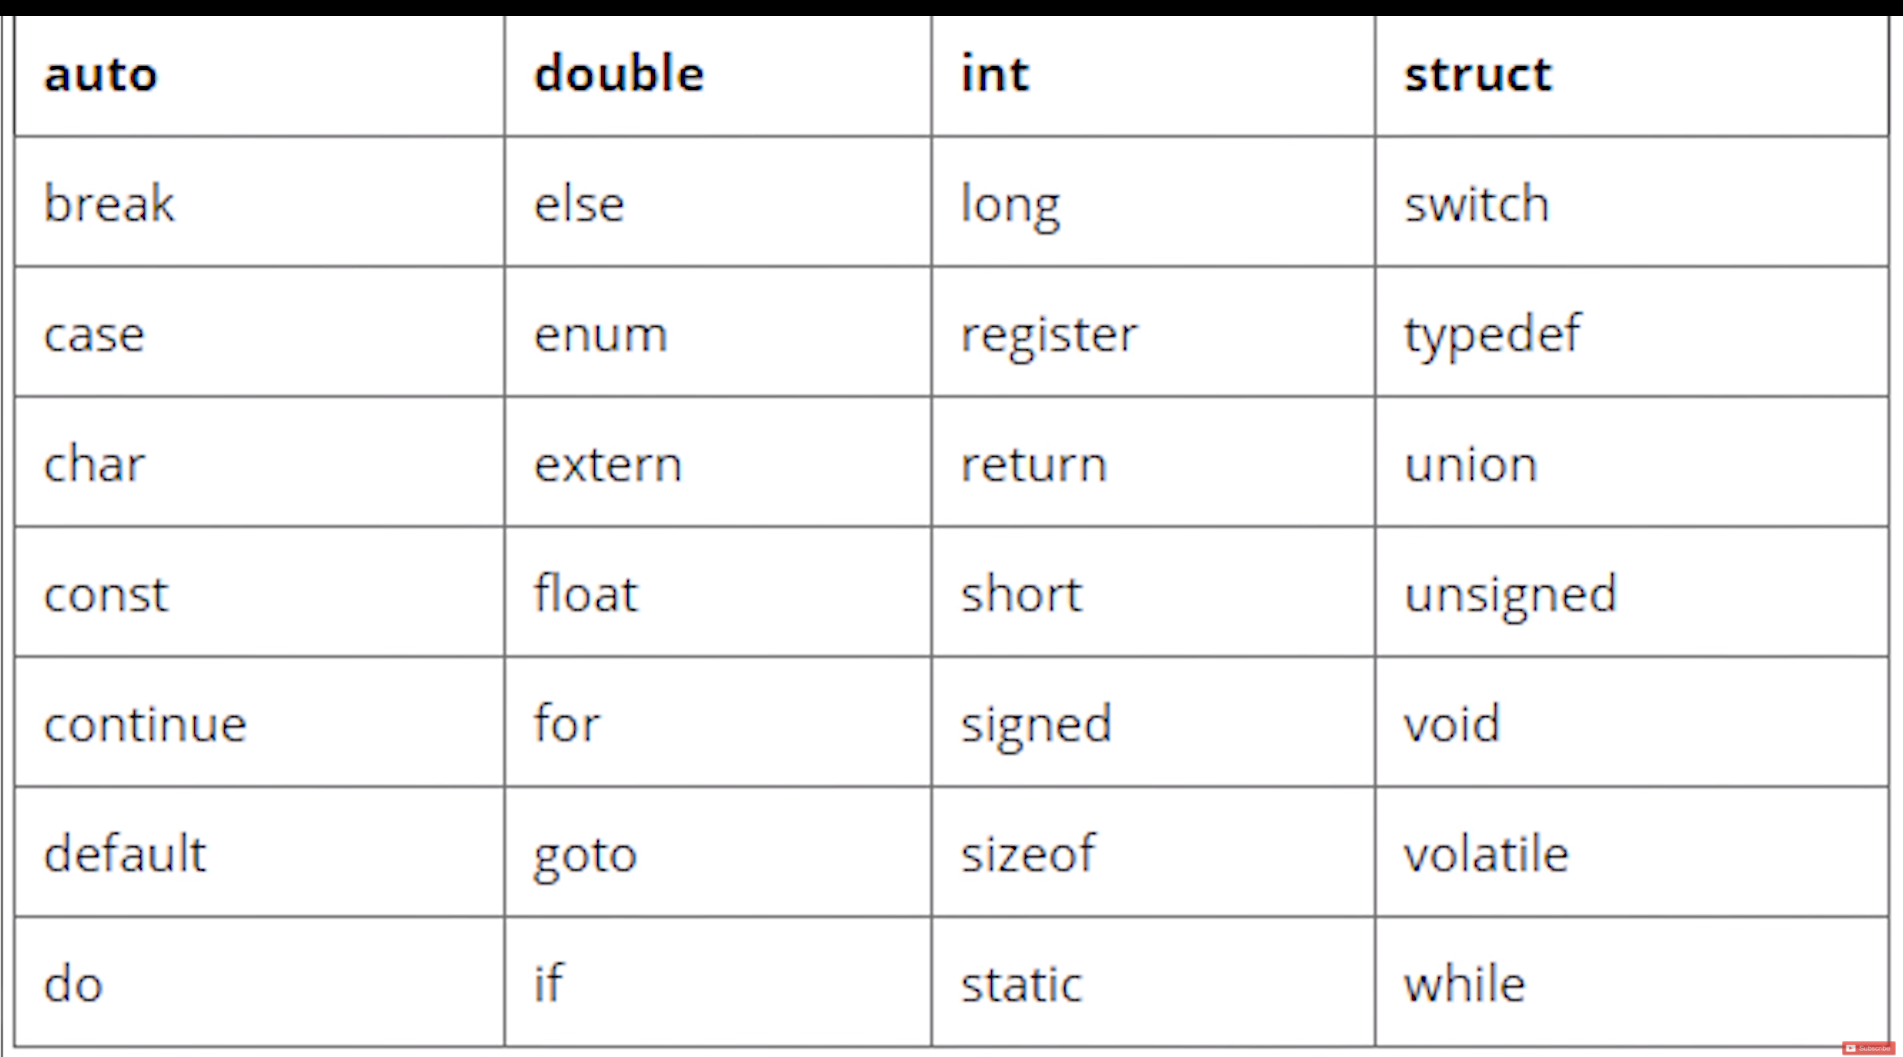 auto double int struct
break else long switch
case enum register typedef
char extern return union
const float short unsigned
continue for signed void
default goto sizeof volatile
do if static while
Subscribe